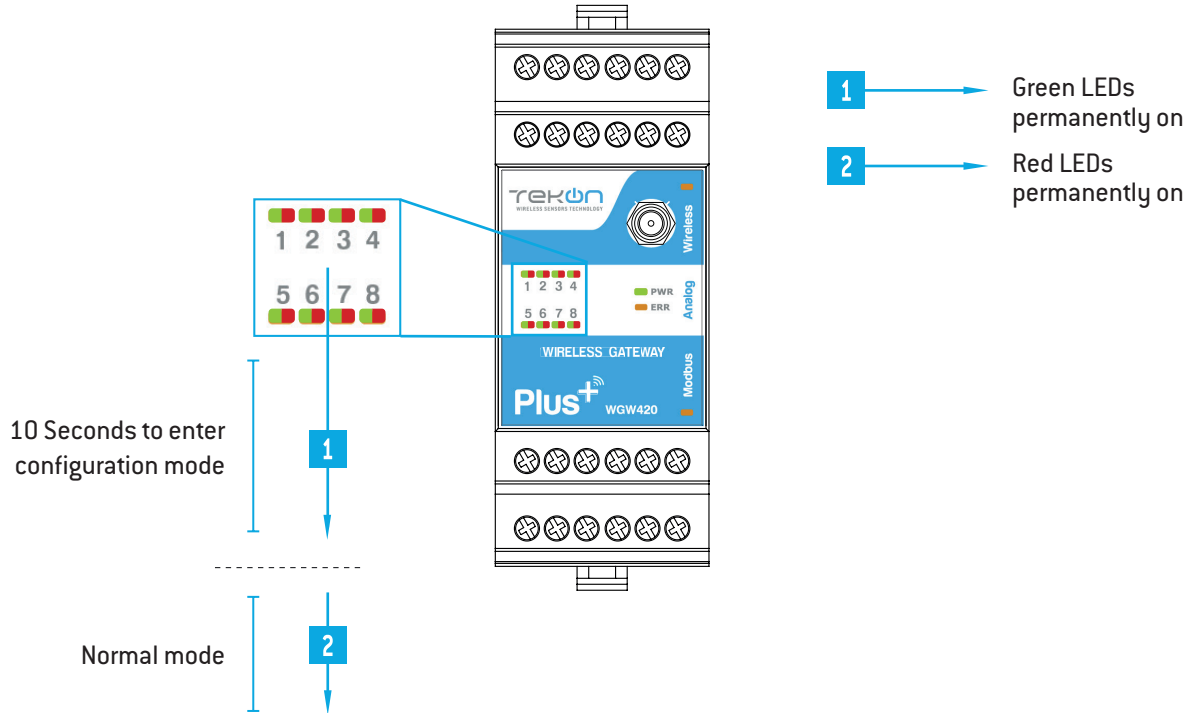 1
Green LEDs
permanently on
2
Red LEDs
permanently on
TEKON
WIRELESS SENSORS TECHNOLOGY
Wireless
1 2 3 4
5 6 7 8
1 2 3 4
5 6 7 8
PWR
ERR
Analog
WIRELESS GATEWAY
Plus+
WGW420
Modbus
10 Seconds to enter
configuration mode
1
Normal mode
2